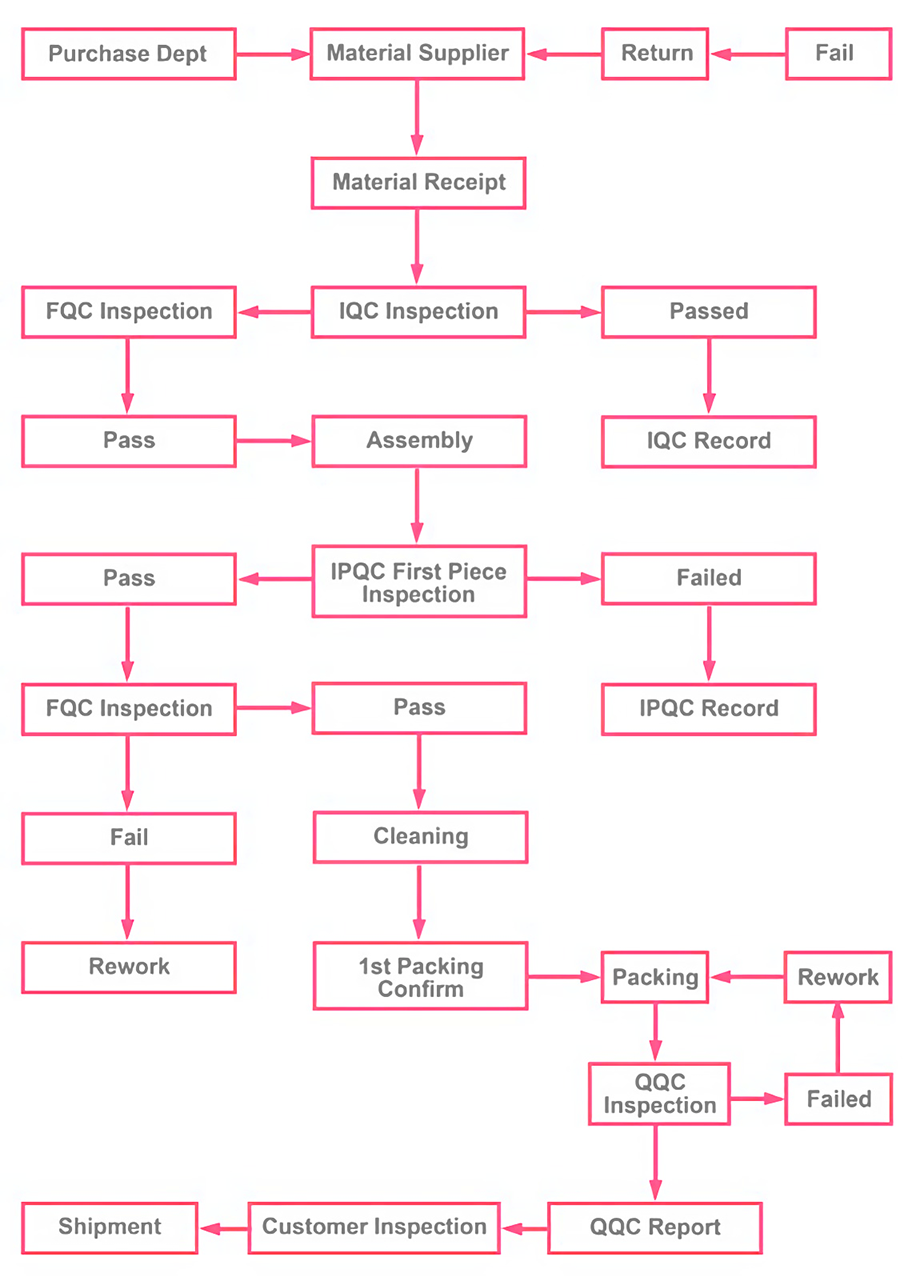 Purchase Dept
Material Supplier
Return
Fail
Material Receipt
FQC Inspection
IQC Inspection
Passed
Pass
Assembly
IQC Record
Pass
IPQC First Piece
Inspection
Failed
FQC Inspection
Pass
IPQC Record
Fail
Cleaning
Rework
1st Packing
Confirm
Packing
Rework
QQC
Inspection
Failed
Shipment
Customer Inspection
QQC Report